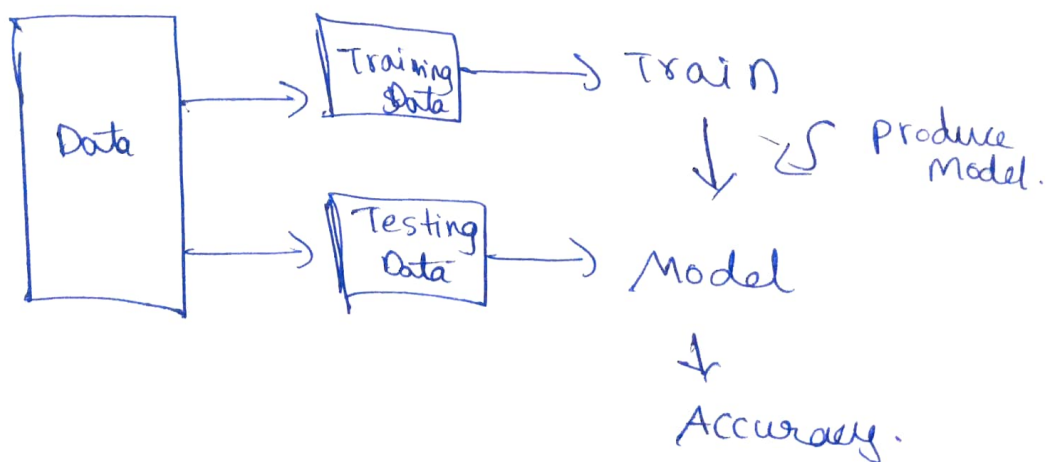 Data
Training
Data
Train
Produce
Model.
Testing
Data
Model
Accuracy.